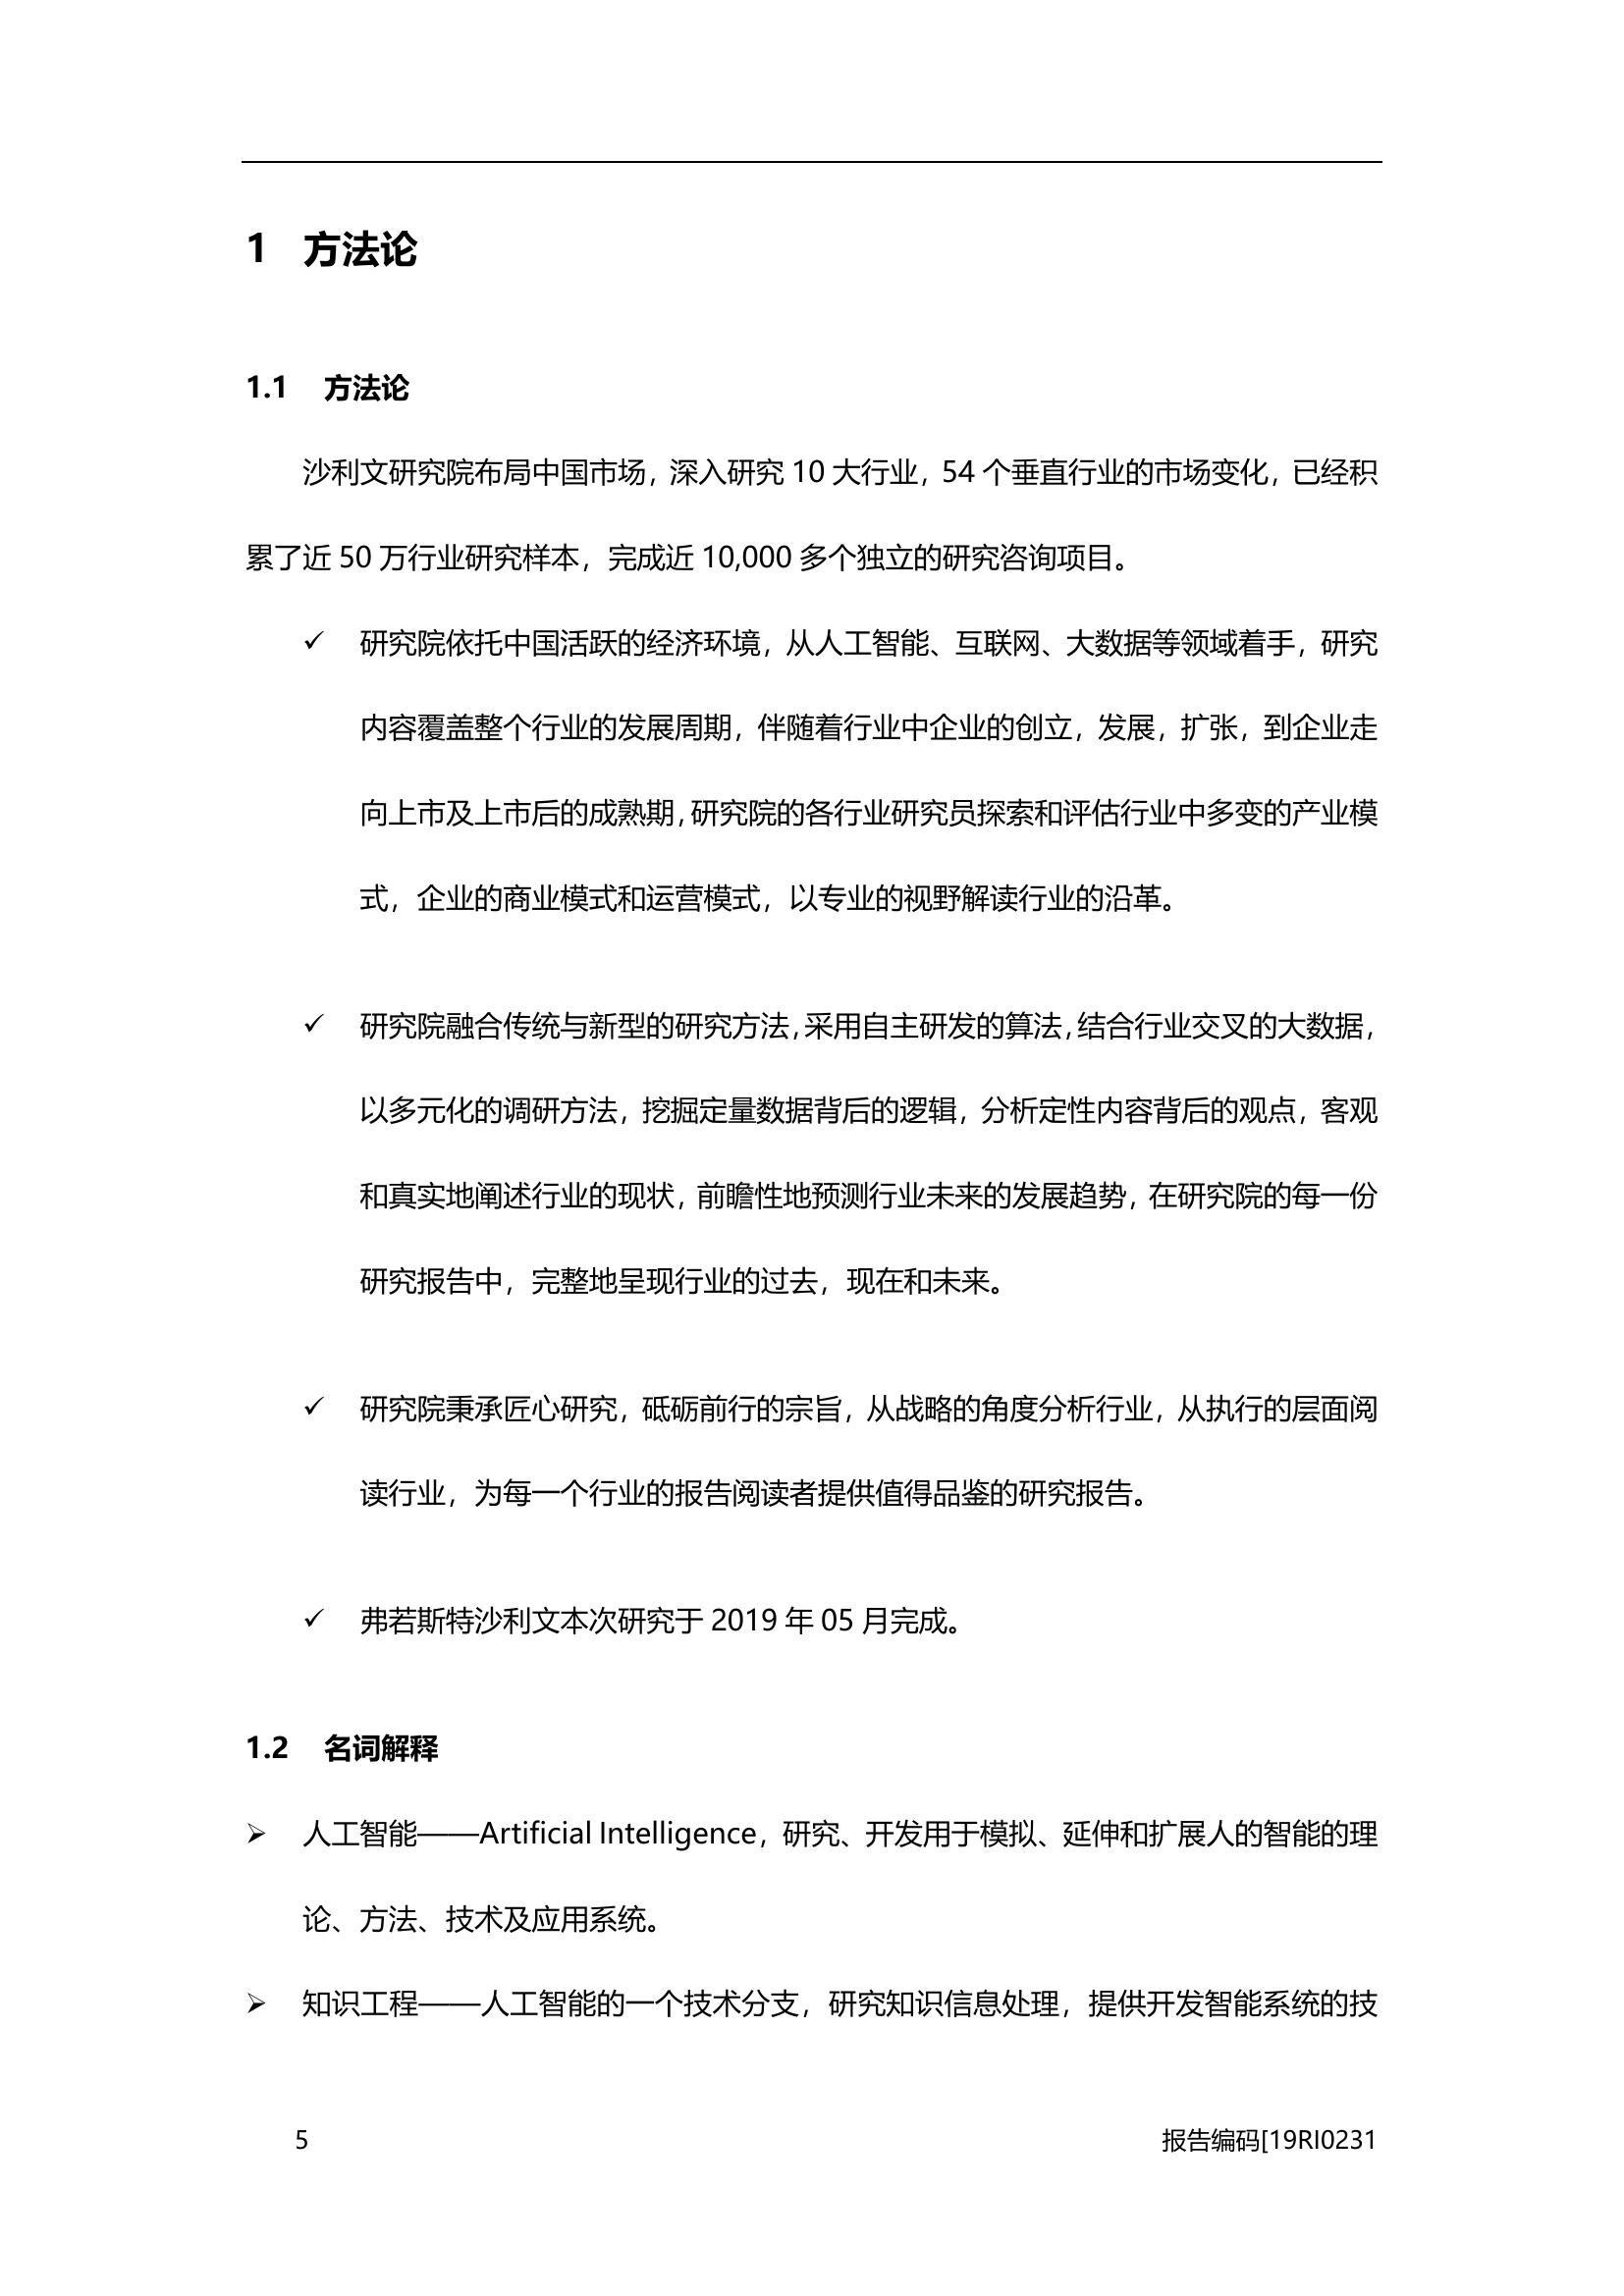 1 方法论
1.1 方法论
沙利文研究院布局中国市场，深入研究 10 大行业，54 个垂直行业的市场变化，已经积
累了近 50 万行业研究样本，完成近 10,000 多个独立的研究咨询项目。
✓ 研究院依托中国活跃的经济环境，从人工智能、互联网、大数据等领域着手，研究
内容覆盖整个行业的发展周期，伴随着行业中企业的创立，发展，扩张，到企业走
向上市及上市后的成熟期，研究院的各行业研究员探索和评估行业中多变的产业模
式，企业的商业模式和运营模式，以专业的视野解读行业的沿革。
✓ 研究院融合传统与新型的研究方法，采用自主研发的算法，结合行业交叉的大数据，
以多元化的调研方法，挖掘定量数据背后的逻辑，分析定性内容背后的观点，客观
和真实地阐述行业的现状，前瞻性地预测行业未来的发展趋势，在研究院的每一份
研究报告中，完整地呈现行业的过去，现在和未来。
✓ 研究院秉承匠心研究，砥砺前行的宗旨，从战略的角度分析行业，从执行的层面阅
读行业，为每一个行业的报告阅读者提供值得品鉴的研究报告。
✓ 弗若斯特沙利文本次研究于 2019 年 05 月完成。
1.2 名词解释
➢ 人工智能——Artificial Intelligence，研究、开发用于模拟、延伸和扩展人的智能的理
论、方法、技术及应用系统。
➢ 知识工程——人工智能的一个技术分支，研究知识信息处理，提供开发智能系统的技
5 报告编码[19RI0231